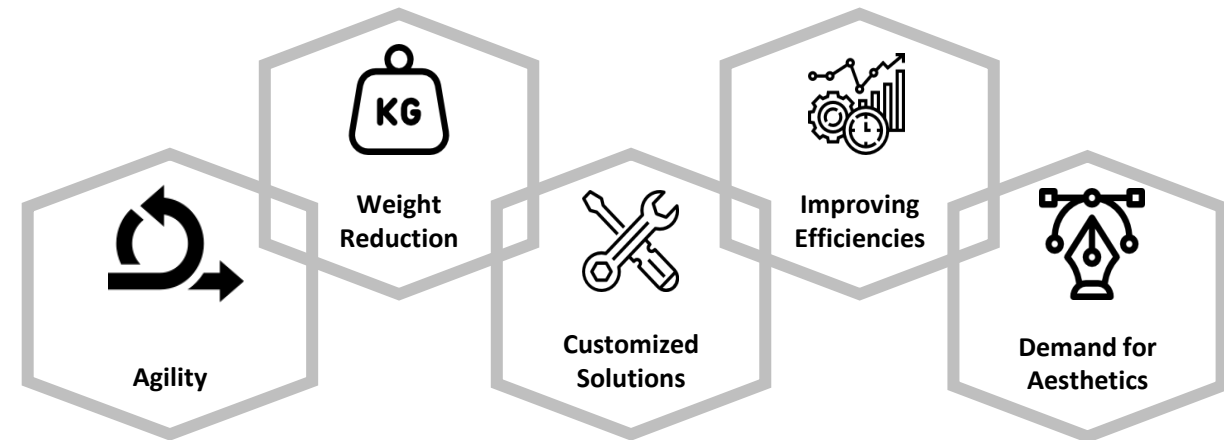 KG
Weight
Reduction
Improving
Efficiencies
Agility
Customized
Solutions
Demand for
Aesthetics